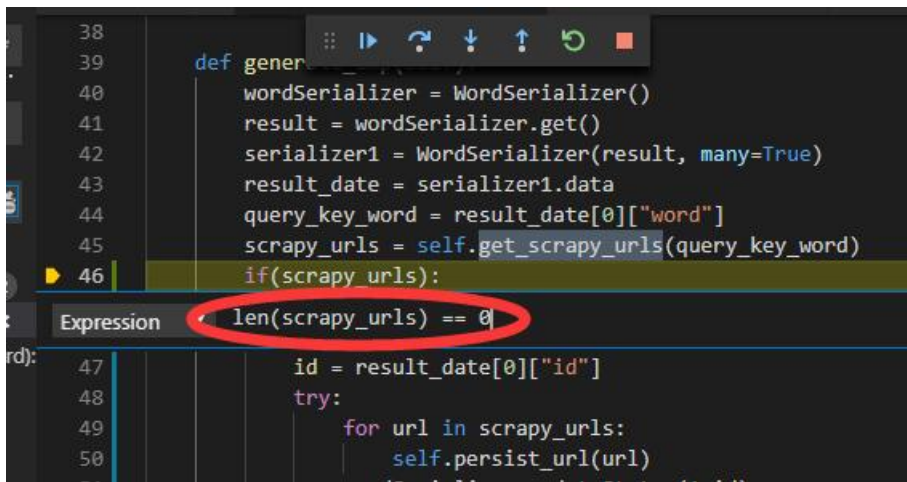 38
39 def gener
40 wordSerializer = WordSerializer()
41 result = wordSerializer.get()
42 serializer1 = WordSerializer(result, many=True)
43 result_date = serializer1.data
44 query_key_word = result_date[0]["word"]
45 scrapy_urls = self.get_scrapy_urls(query_key_word)
46 if(scrapy_urls):
Expression len(scrapy_urls) == 0
rd):
47 id = result_date[0]["id"]
48 try:
49 for url in scrapy_urls:
50 self.persist_url(url)